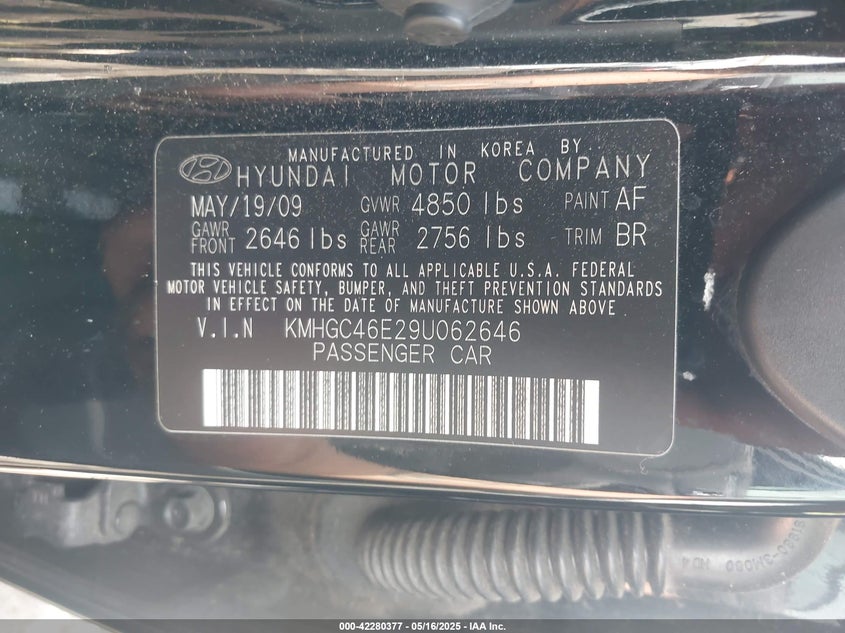 MANUFACTURED IN KOREA BY
HYUNDAI MOTOR COMPANY
MAY/19/09 GVWR 4850 lbs PAINT AF
GAWR FRONT 2646 lbs GAWR REAR 2756 lbs TRIM BR
THIS VEHICLE CONFORMS TO ALL APPLICABLE U.S.A. FEDERAL
MOTOR VEHICLE SAFETY, BUMPER, AND THEFT PREVENTION STANDARDS
IN EFFECT ON THE DATE OF MANUFACTURE SHOWN ABOVE.
V.I.N KMHGC46E29U062646
PASSENGER CAR
HD4
000-42280377 - 05/16/2025 - IAA Inc.